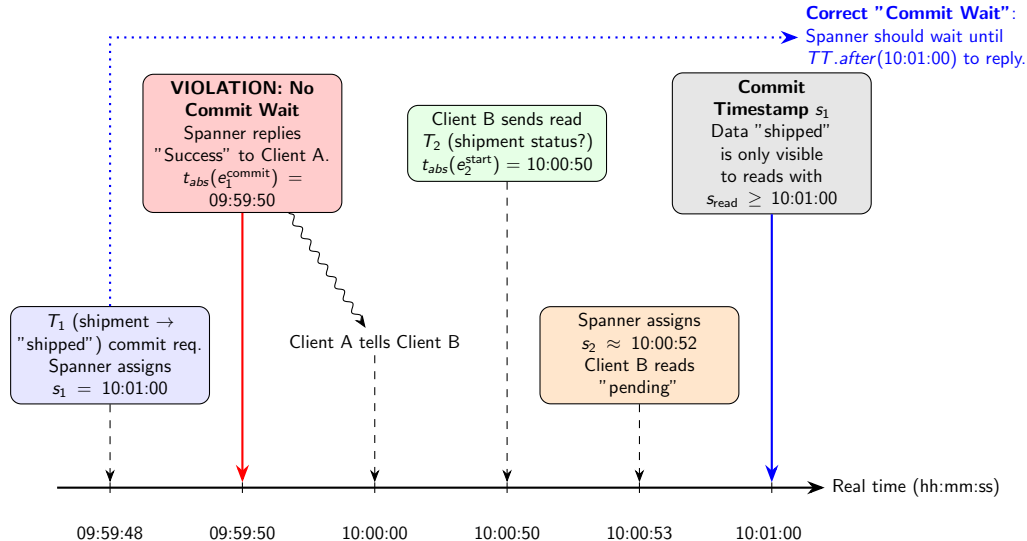 Correct "Commit Wait":
Spanner should wait until
TT.after(10:01:00) to reply.
VIOLATION: No
Commit Wait
Spanner replies
"Success" to Client A.
t_abs(e_1^commit) =
09:59:50
Client B sends read
T_2 (shipment status?)
t_abs(e_2^start) = 10:00:50
Commit
Timestamp s_1
Data "shipped"
is only visible
to reads with
s_read ≥ 10:01:00
T_1 (shipment →
"shipped") commit req.
Spanner assigns
s_1 = 10:01:00
Client A tells Client B
Spanner assigns
s_2 ≈ 10:00:52
Client B reads
"pending"
Real time (hh:mm:ss)
09:59:48
09:59:50
10:00:00
10:00:50
10:00:53
10:01:00